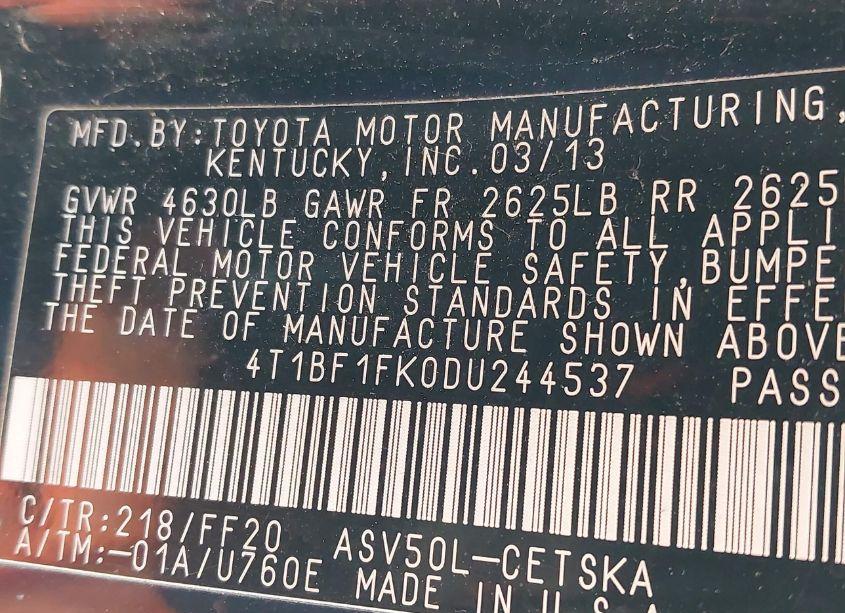 MFD.BY:TOYOTA MOTOR MANUFACTURING,
KENTUCKY,INC.03/13
GVWR 4630LB GAWR FR 2625LB RR 2625
THIS VEHICLE CONFORMS TO ALL APPLI
FEDERAL MOTOR VEHICLE SAFETY,BUMPE
THEFT PREVENTION STANDARDS IN EFFE
THE DATE OF MANUFACTURE SHOWN ABOVE
4T1BF1FK0DU244537 PASS
C/TR:218/FF20 ASV50L-CETSKA
A/TM:-01A/U760E MADE IN U.S.A